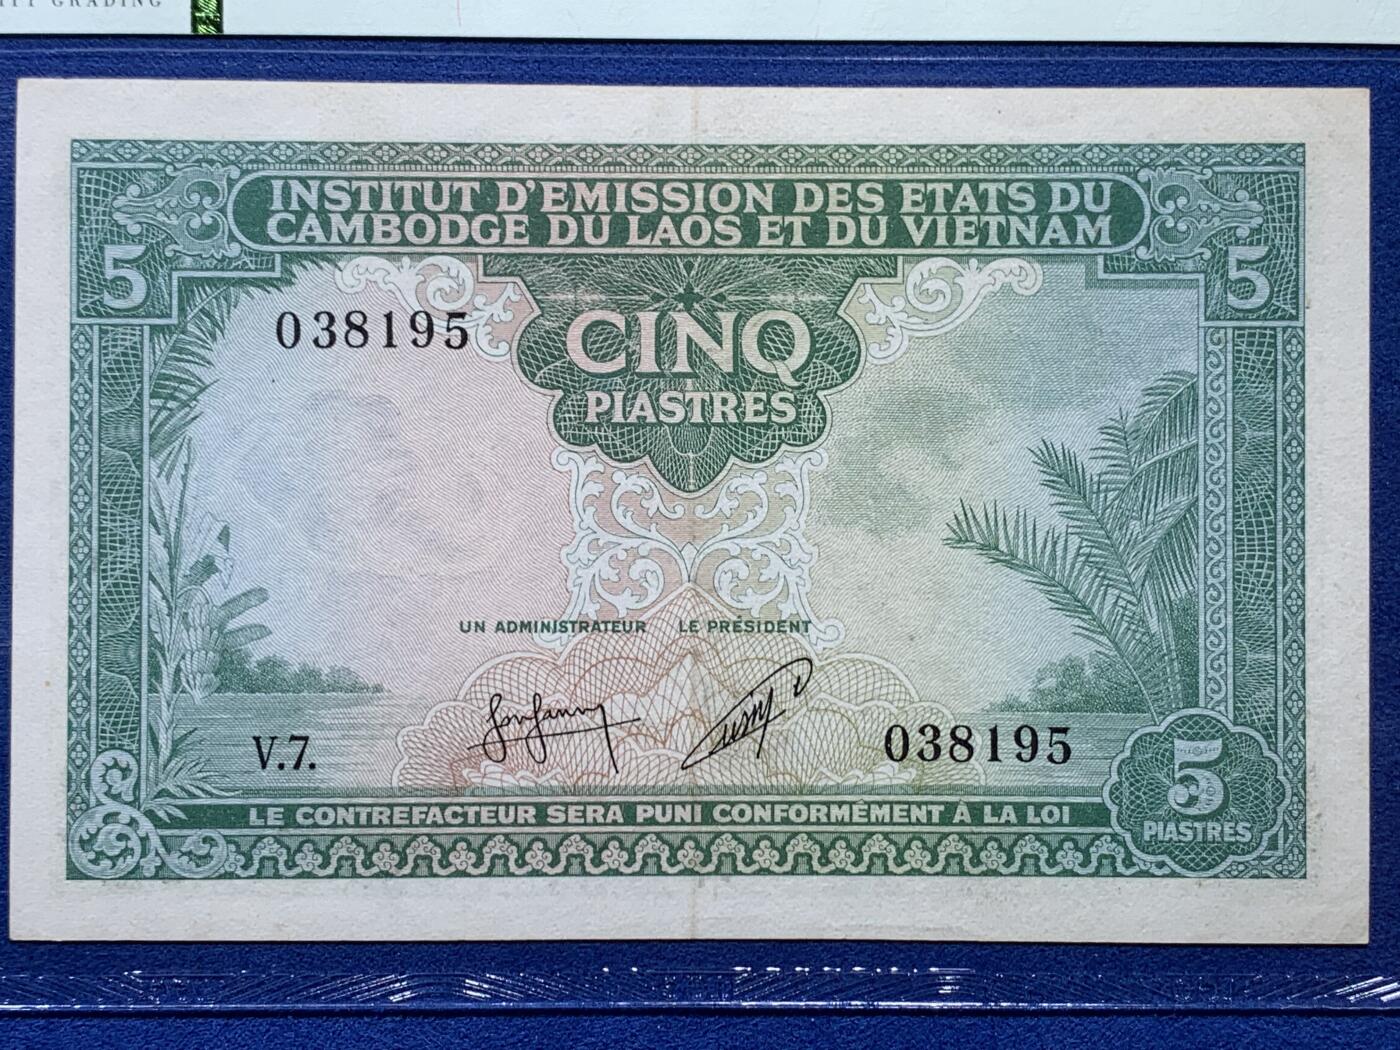 GRADING
INSTITUT D'EMISSION DES ETATS DU
CAMBODGE DU LAOS ET DU VIETNAM
5
5
038195
CINQ
PIASTRES
UN ADMINISTRATEUR LE PRÉSIDENT
V.7.
038195
5
PIASTRES
LE CONTREFACTEUR SERA PUNI CONFORMÉMENT À LA LOI